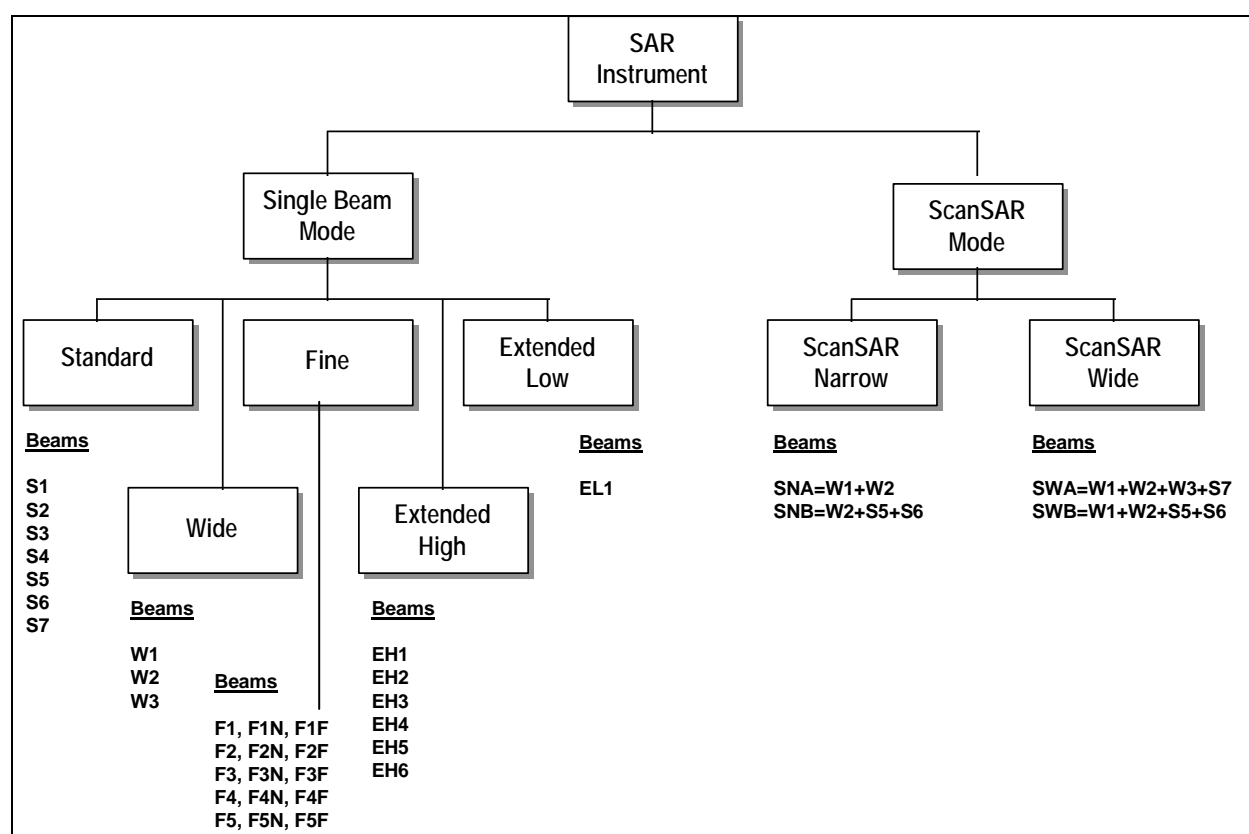 SAR
Instrument
Single Beam
Mode
ScanSAR
Mode
Standard
Fine
Extended
Low
ScanSAR
Narrow
ScanSAR
Wide
Beams
S1
S2
S3
S4
S5
S6
S7
Wide
Beams
W1
W2
W3
Beams
F1, F1N, F1F
F2, F2N, F2F
F3, F3N, F3F
F4, F4N, F4F
F5, F5N, F5F
Extended
High
Beams
EH1
EH2
EH3
EH4
EH5
EH6
Beams
EL1
Beams
SNA=W1+W2
SNB=W2+S5+S6
Beams
SWA=W1+W2+W3+S7
SWB=W1+W2+S5+S6